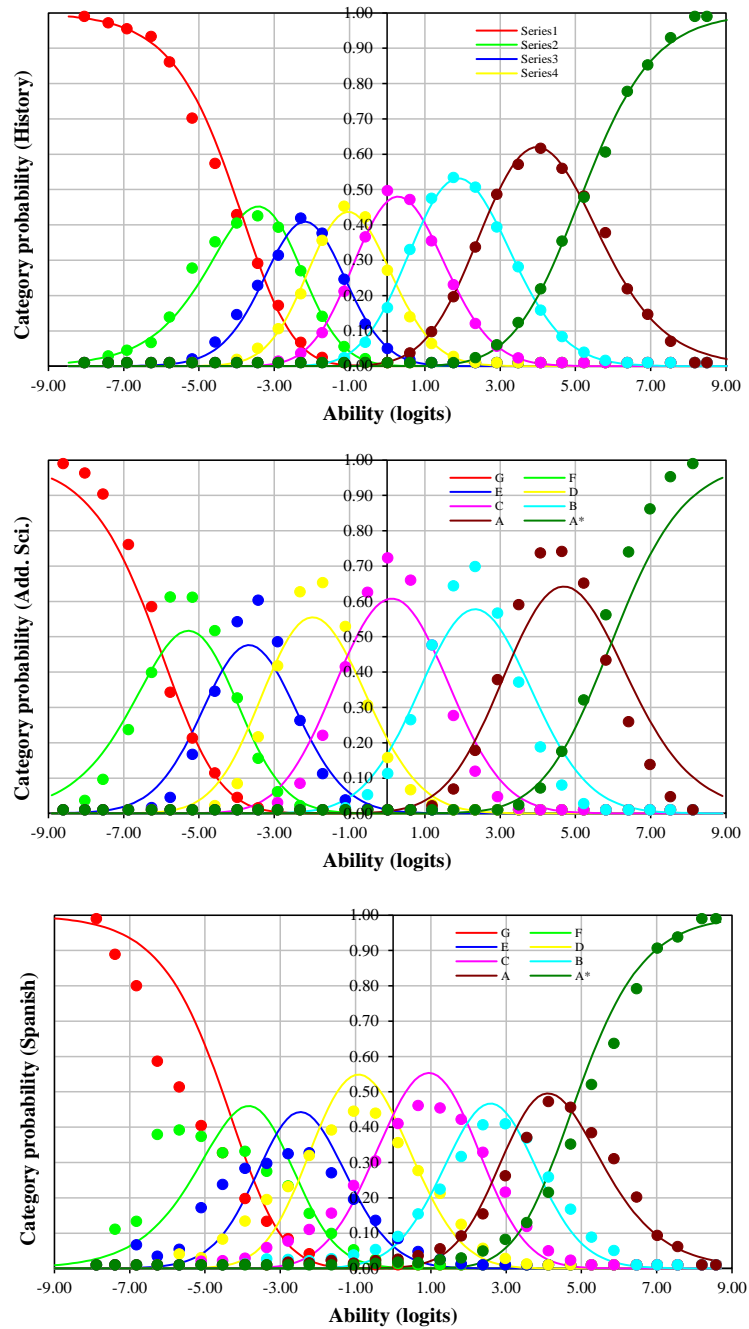 Category probability (History)
1.00
0.90
0.80
0.70
0.60
0.50
0.40
0.30
0.20
0.10
0.00
Series1
Series2
Series3
Series4
-9.00 -7.00 -5.00 -3.00 -1.00 1.00 3.00 5.00 7.00 9.00
Ability (logits)
Category probability (Add. Sci.)
1.00
0.90
0.80
0.70
0.60
0.50
0.40
0.30
0.20
0.10
0.00
G F
E D
C B
A A*
-9.00 -7.00 -5.00 -3.00 -1.00 1.00 3.00 5.00 7.00 9.00
Ability (logits)
Category probability (Spanish)
1.00
0.90
0.80
0.70
0.60
0.50
0.40
0.30
0.20
0.10
0.00
G F
E D
C B
A A*
-9.00 -7.00 -5.00 -3.00 -1.00 1.00 3.00 5.00 7.00 9.00
Ability (logits)